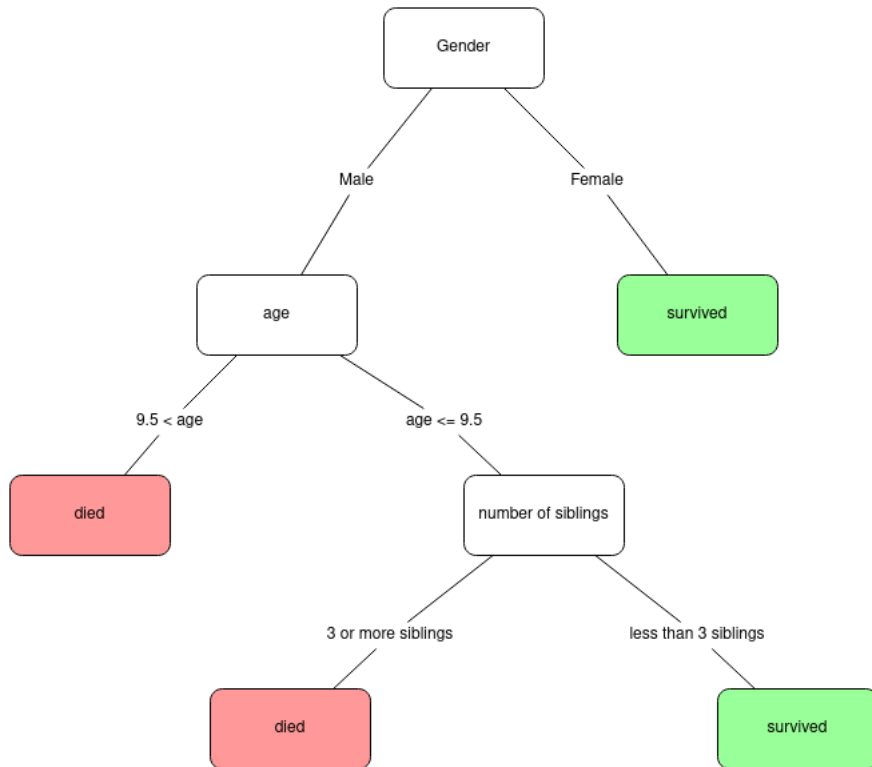 Gender
Male
Female
age
survived
9.5 < age
age <= 9.5
died
number of siblings
3 or more siblings
less than 3 siblings
died
survived